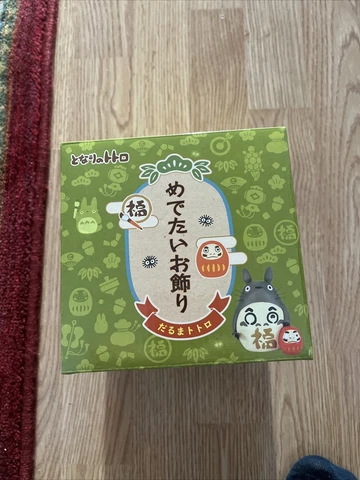 となりのトトロ
めでたいお飾り
福
だるまトトロ
福